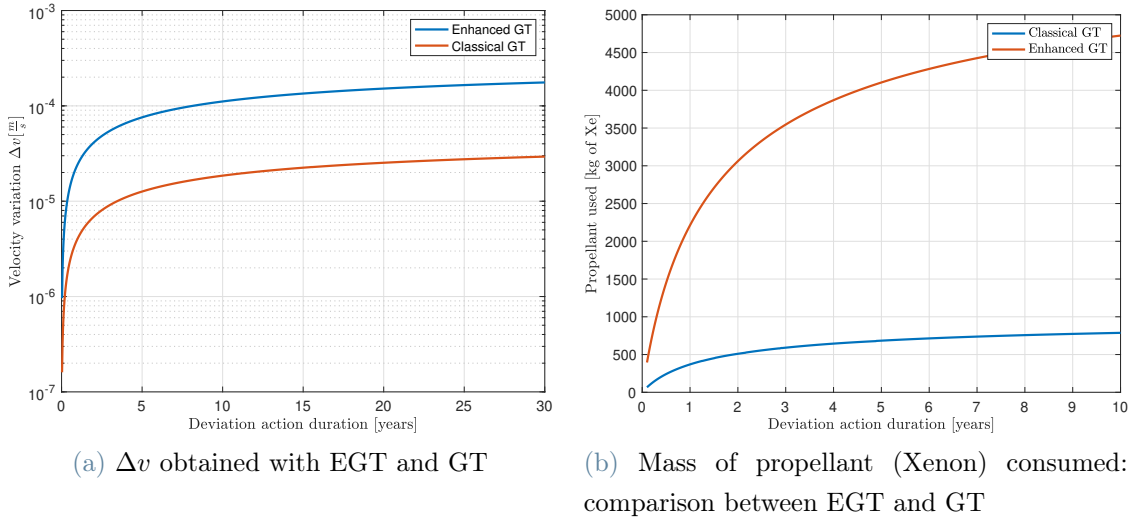 10^-3
10^-4
10^-5
10^-6
10^-7
Velocity variation Δv[m/s]
Enhanced GT
Classical GT
0 5 10 15 20 25 30
Deviation action duration [years]
(a) Δv obtained with EGT and GT
5000
4500
4000
3500
3000
2500
2000
1500
1000
500
0
Propellant used [kg of Xe]
Classical GT
Enhanced GT
0 1 2 3 4 5 6 7 8 9 10
Deviation action duration [years]
(b) Mass of propellant (Xenon) consumed:
comparison between EGT and GT